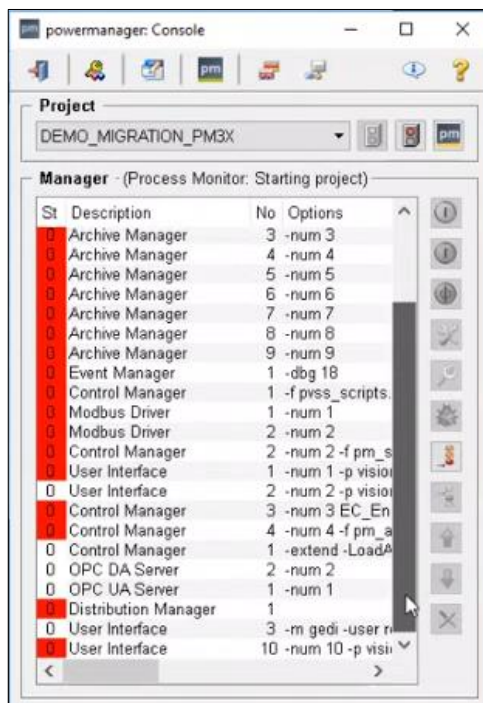 pm powermanager: Console
pm
Project
DEMO_MIGRATION_PM3X
pm
Manager - (Process Monitor: Starting project)
St Description No Options
0 Archive Manager 3 -num 3
0 Archive Manager 4 -num 4
0 Archive Manager 5 -num 5
0 Archive Manager 6 -num 6
0 Archive Manager 7 -num 7
0 Archive Manager 8 -num 8
0 Archive Manager 9 -num 9
0 Event Manager 1 -dbg 18
0 Control Manager 1 -f pvss_scripts.
0 Modbus Driver 1 -num 1
0 Modbus Driver 2 -num 2
0 Control Manager 2 -num 2 -f pm_s
0 User Interface 1 -num 1 -p vision
0 User Interface 2 -num 2 -p vision
0 Control Manager 3 -num 3 EC_En
0 Control Manager 4 -num 4 -f pm_a
0 Control Manager 1 -extend -LoadA
0 OPC DA Server 2 -num 2
0 OPC UA Server 1 -num 1
0 Distribution Manager 1
0 User Interface 3 -m gedi -user r
0 User Interface 10 -num 10 -p visi